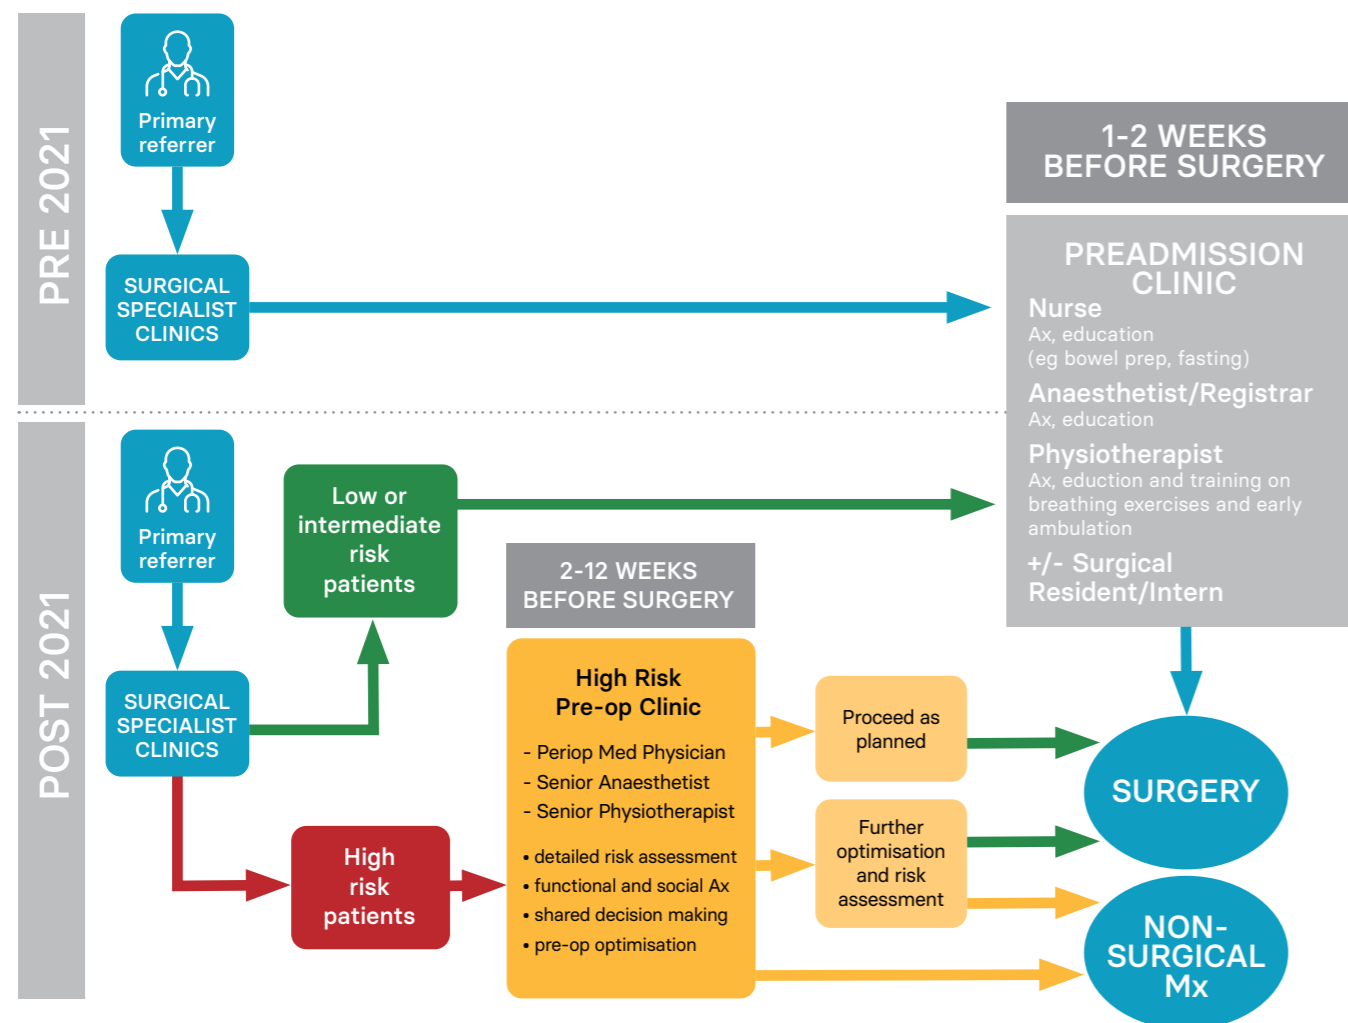 PRE 2021
Primary
referrer
SURGICAL
SPECIALIST
CLINICS
1-2 WEEKS
BEFORE SURGERY
PREADMISSION
CLINIC
Nurse
Ax, education
(eg bowel prep, fasting)
Anaesthetist/Registrar
Ax, education
Physiotherapist
Ax, eduction and training on
breathing exercises and early
ambulation
+/- Surgical
Resident/Intern
POST 2021
Primary
referrer
SURGICAL
SPECIALIST
CLINICS
Low or
intermediate
risk
patients
High
risk
patients
2-12 WEEKS
BEFORE SURGERY
High Risk
Pre-op Clinic
- Periop Med Physician
- Senior Anaesthetist
- Senior Physiotherapist
• detailed risk assessment
• functional and social Ax
• shared decision making
• pre-op optimisation
Proceed as
planned
Further
optimisation
and risk
assessment
SURGERY
NON-
SURGICAL
Mx